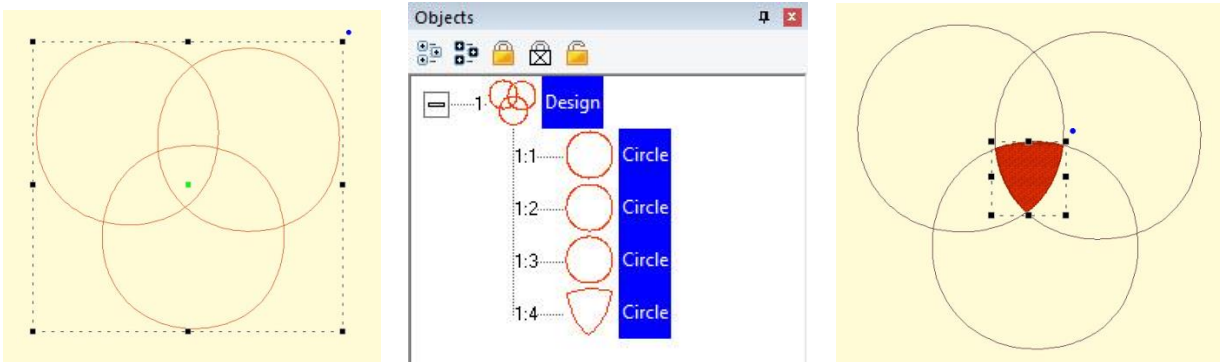 Objects
1 Design
1:1 Circle
1:2 Circle
1:3 Circle
1:4 Circle